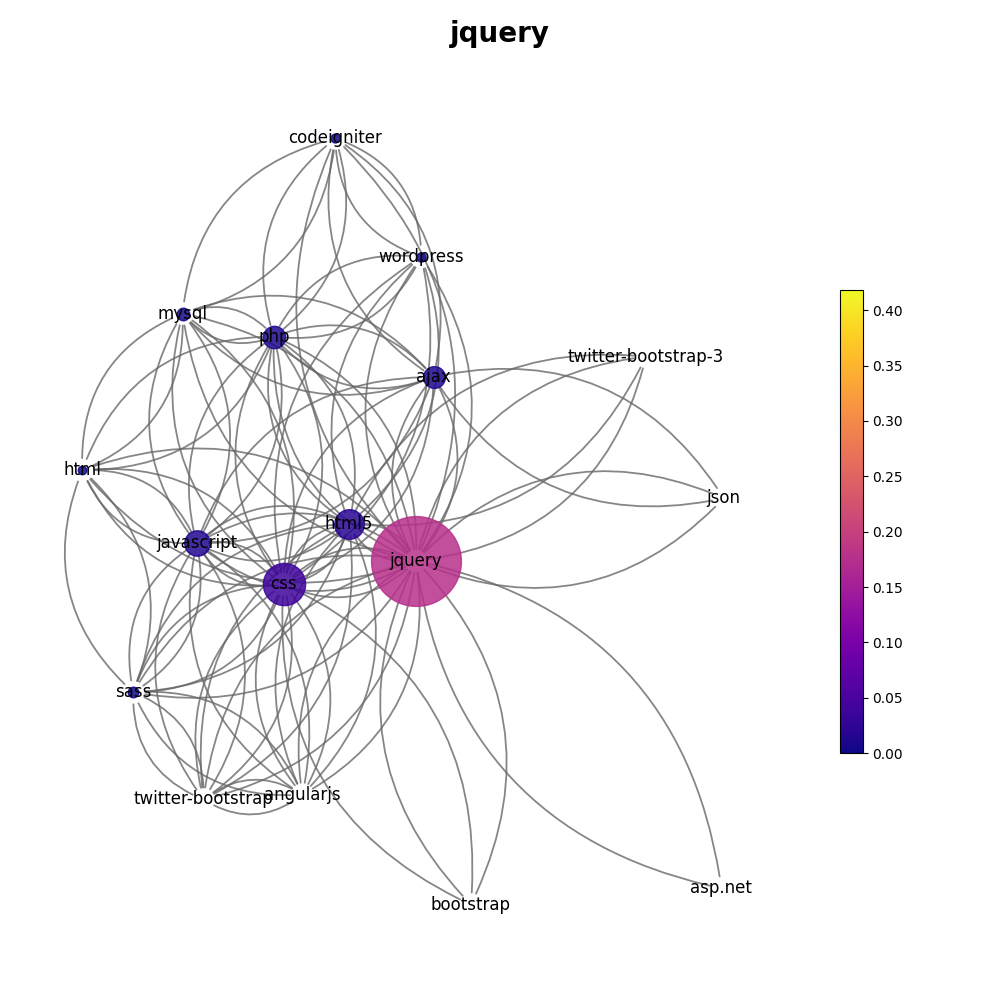 jquery
codeigniter
wordpress
mysql
php
twitter-bootstrap-3
ajax
html
json
html5
javascript
jquery
css
sass
twitter-bootstrap
angularjs
asp.net
bootstrap
0.40
0.35
0.30
0.25
0.20
0.15
0.10
0.05
0.00